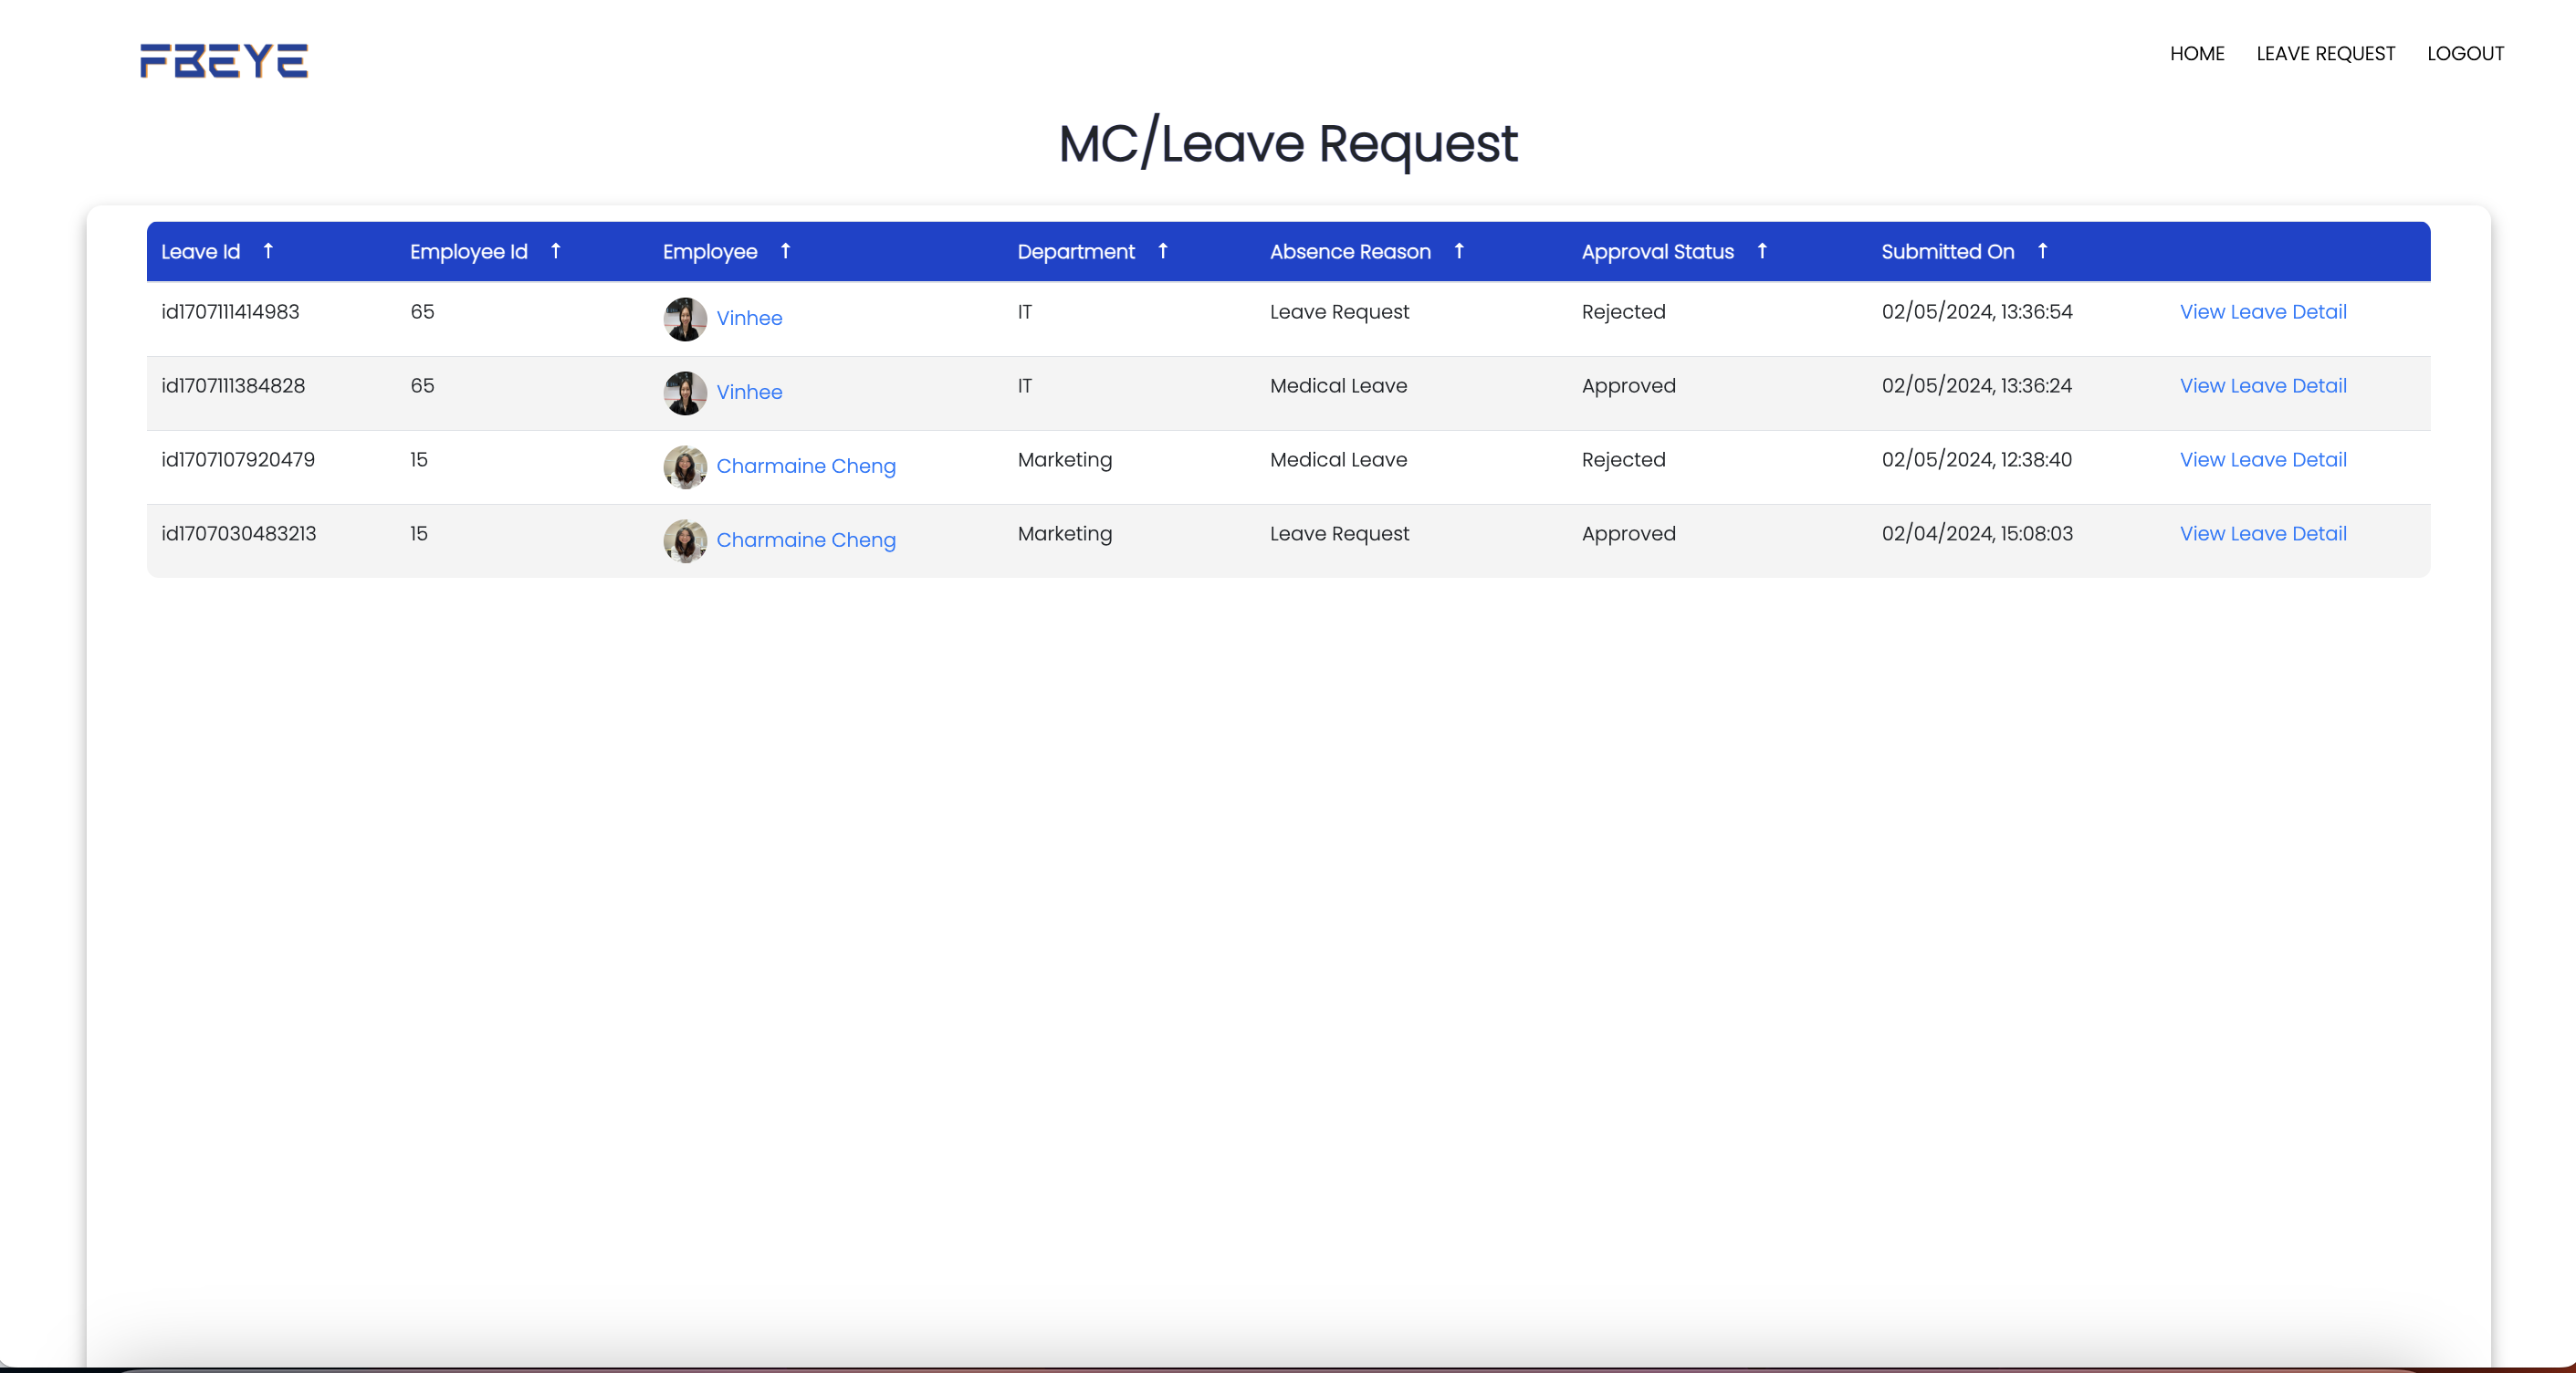 FBEYE
HOME LEAVE REQUEST LOGOUT
MC/Leave Request
Leave Id ↑ Employee Id ↑ Employee ↑ Department ↑ Absence Reason ↑ Approval Status ↑ Submitted On ↑
id1707111414983 65 Vinhee IT Leave Request Rejected 02/05/2024, 13:36:54 View Leave Detail
id1707111384828 65 Vinhee IT Medical Leave Approved 02/05/2024, 13:36:24 View Leave Detail
id1707107920479 15 Charmaine Cheng Marketing Medical Leave Rejected 02/05/2024, 12:38:40 View Leave Detail
id1707030483213 15 Charmaine Cheng Marketing Leave Request Approved 02/04/2024, 15:08:03 View Leave Detail